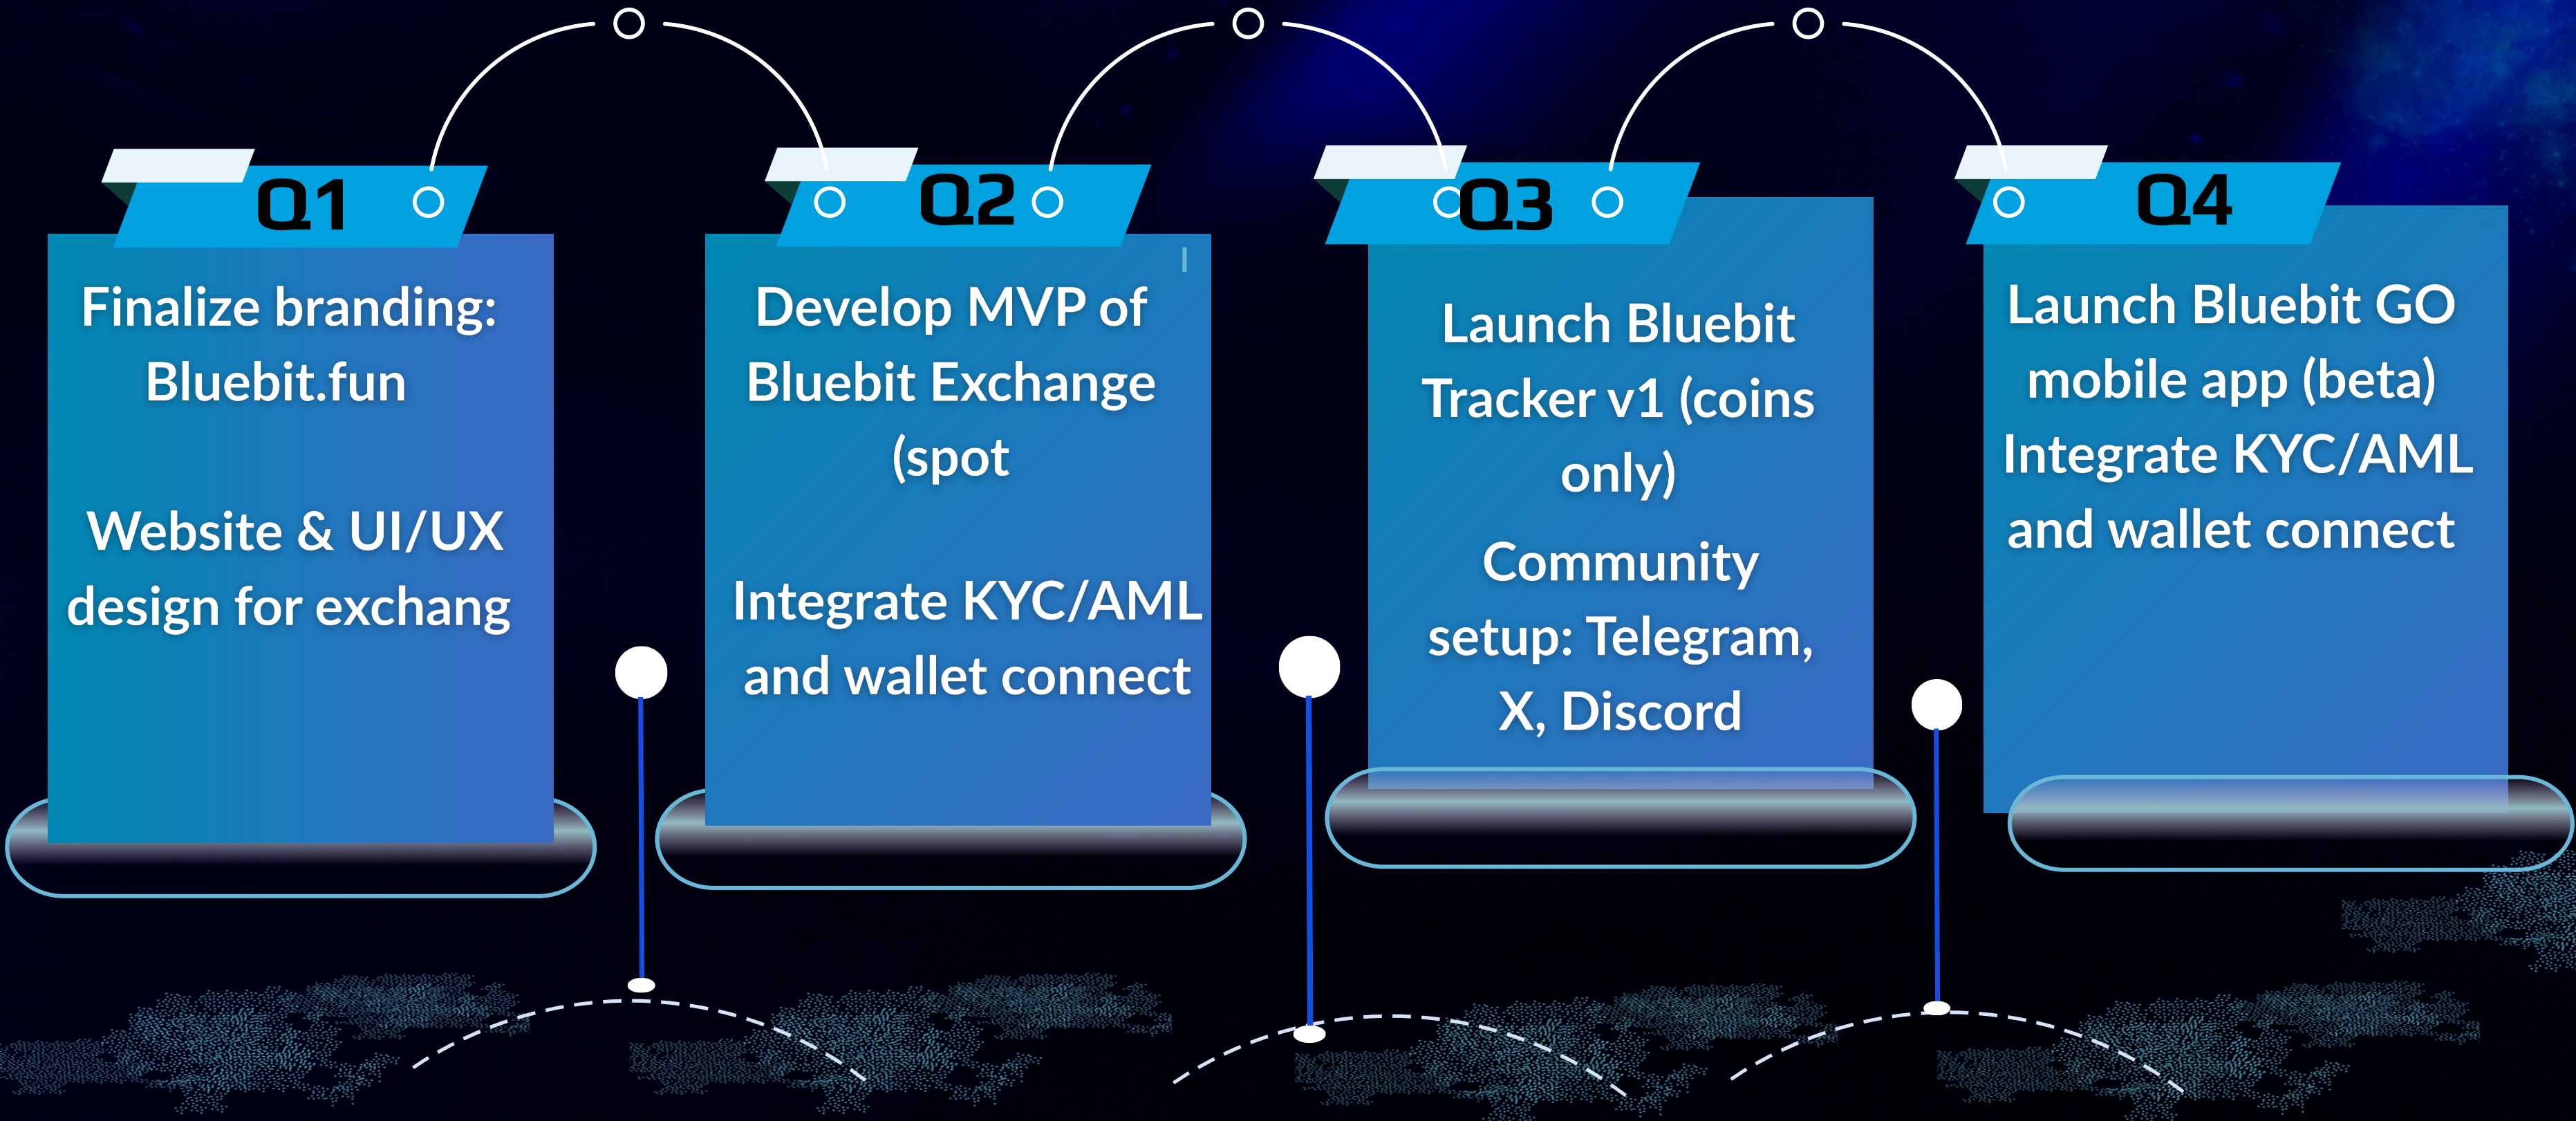 Q1
Finalize branding:
Bluebit.fun
Website & UI/UX
design for exchang
Q2
Develop MVP of
Bluebit Exchange
(spot
Integrate KYC/AML
and wallet connect
Q3
Launch Bluebit
Tracker v1 (coins
only)
Community
setup: Telegram,
X, Discord
Q4
Launch Bluebit GO
mobile app (beta)
Integrate KYC/AML
and wallet connect